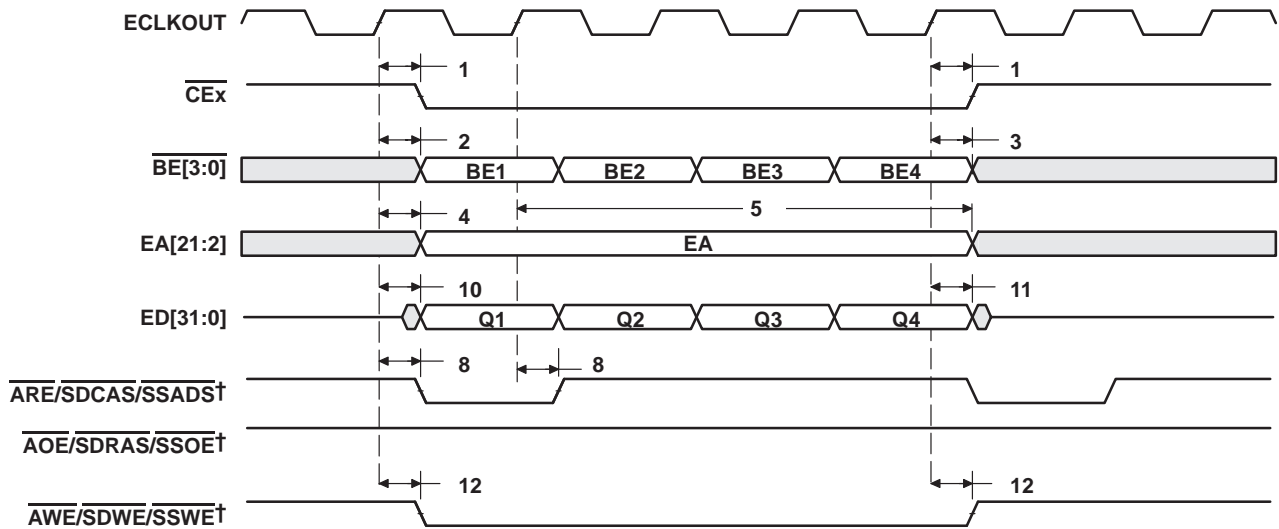 ECLKOUT
1 1
CEx
2 3
BE[3:0] BE1 BE2 BE3 BE4
4 5
EA[21:2] EA
10 11
ED[31:0] Q1 Q2 Q3 Q4
8 8
ARE/SDCAS/SSADS†
AOE/SDRAS/SSOE†
12 12
AWE/SDWE/SSWE†